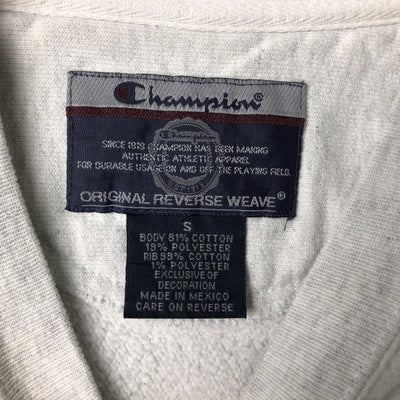 Champion®
SINCE 1919 CHAMPION HAS BEEN MAKING
AUTHENTIC ATHLETIC APPAREL
FOR DURABLE USAGE ON AND OFF THE PLAYING FIELD.
ORIGINAL REVERSE WEAVE®
S
BODY 81% COTTON
19% POLYESTER
RIB 99% COTTON
1% POLYESTER
EXCLUSIVE OF
DECORATION
MADE IN MEXICO
CARE ON REVERSE